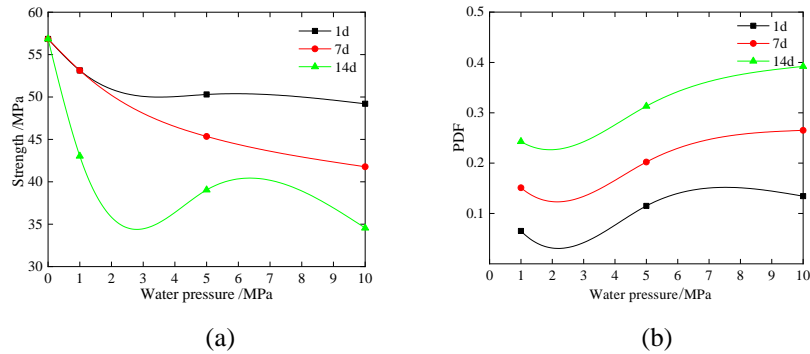 (a)
60
55
50
45
40
35
30
Strength /MPa
0 1 2 3 4 5 6 7 8 9 10
Water pressure /MPa
1d
7d
14d
(b)
0.4
0.3
0.2
0.1
PDF
0 1 2 3 4 5 6 7 8 9 10
Water pressure/MPa
1d
7d
14d
(a)
(b)